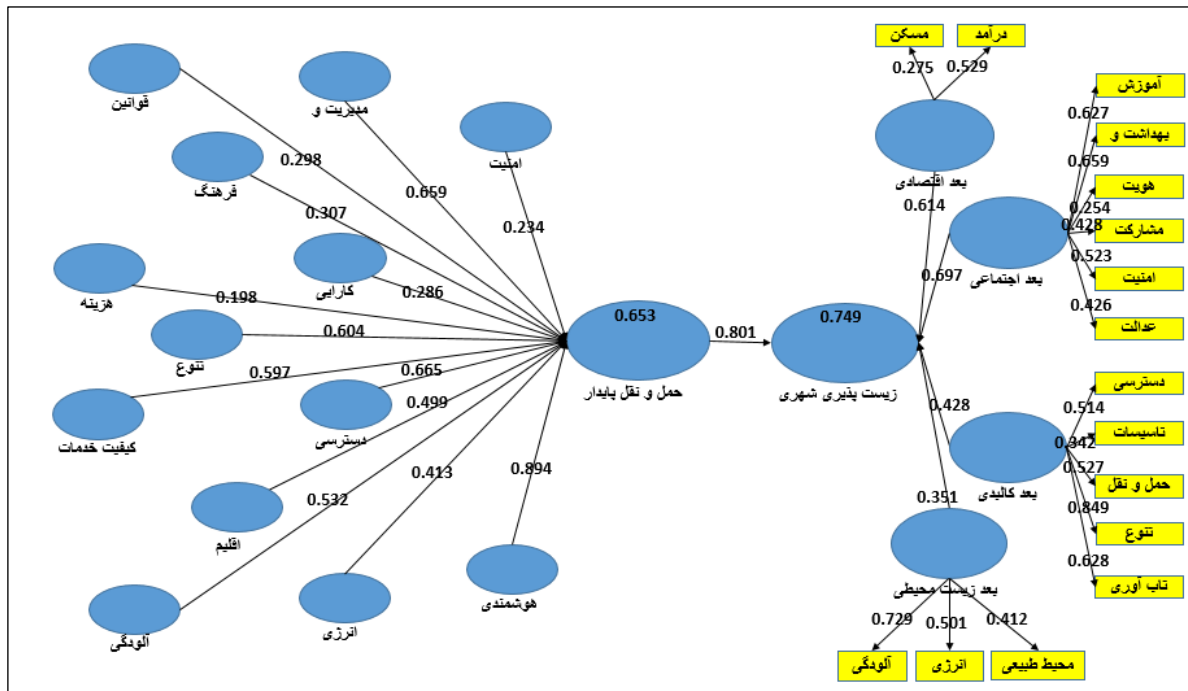 مسکن
درآمد
0.275
0.529
قوانین
مدیریت و
امنیت
آموزش
0.627
بهداشت و
0.298
0.659
0.234
فرهنگ
0.307
بعد اقتصادی
0.614
0.659
هویت
0.254
مشارکت
0.428
امنیت
0.523
عدالت
0.426
بعد اجتماعی
0.697
کارایی
0.286
هزینه
0.198
تنوع
0.604
کیفیت خدمات
0.597
دسترسی
0.665
0.653
حمل و نقل پایدار
0.801
0.749
زیست پذیری شهری
0.499
اقلیم
0.532
آلودگی
0.413
انرژی
0.894
هوشمندی
0.428
بعد کالبدی
دسترسی
0.514
تاسیسات
0.342
حمل و نقل
0.527
تنوع
0.849
تاب آوری
0.628
0.351
بعد زیست محیطی
0.729
0.501
0.412
آلودگی
انرژی
محیط طبیعی